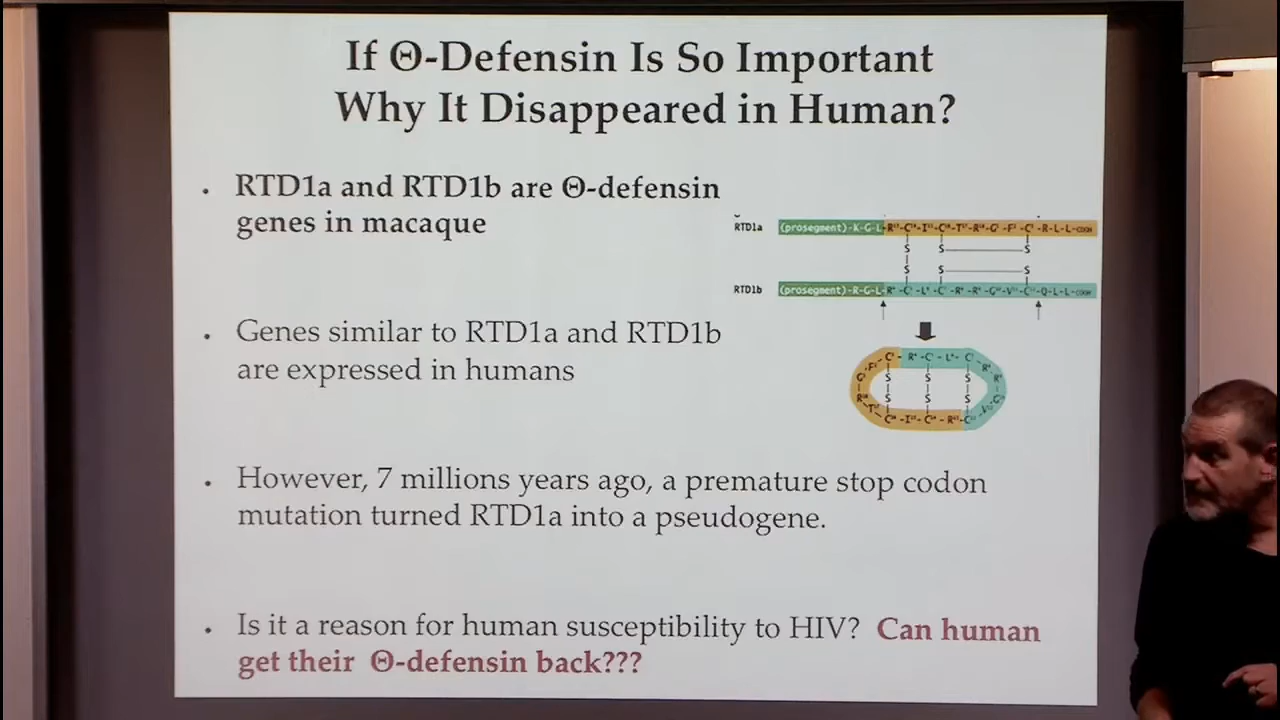 If Θ-Defensin Is So Important
Why It Disappeared in Human?
• RTD1a and RTD1b are Θ-defensin
genes in macaque
RTD1a (prosegment)-K-G-L
RTD1b (prosegment)-R-G-L
• Genes similar to RTD1a and RTD1b
are expressed in humans
• However, 7 millions years ago, a premature stop codon
mutation turned RTD1a into a pseudogene.
• Is it a reason for human susceptibility to HIV? Can human
get their Θ-defensin back???